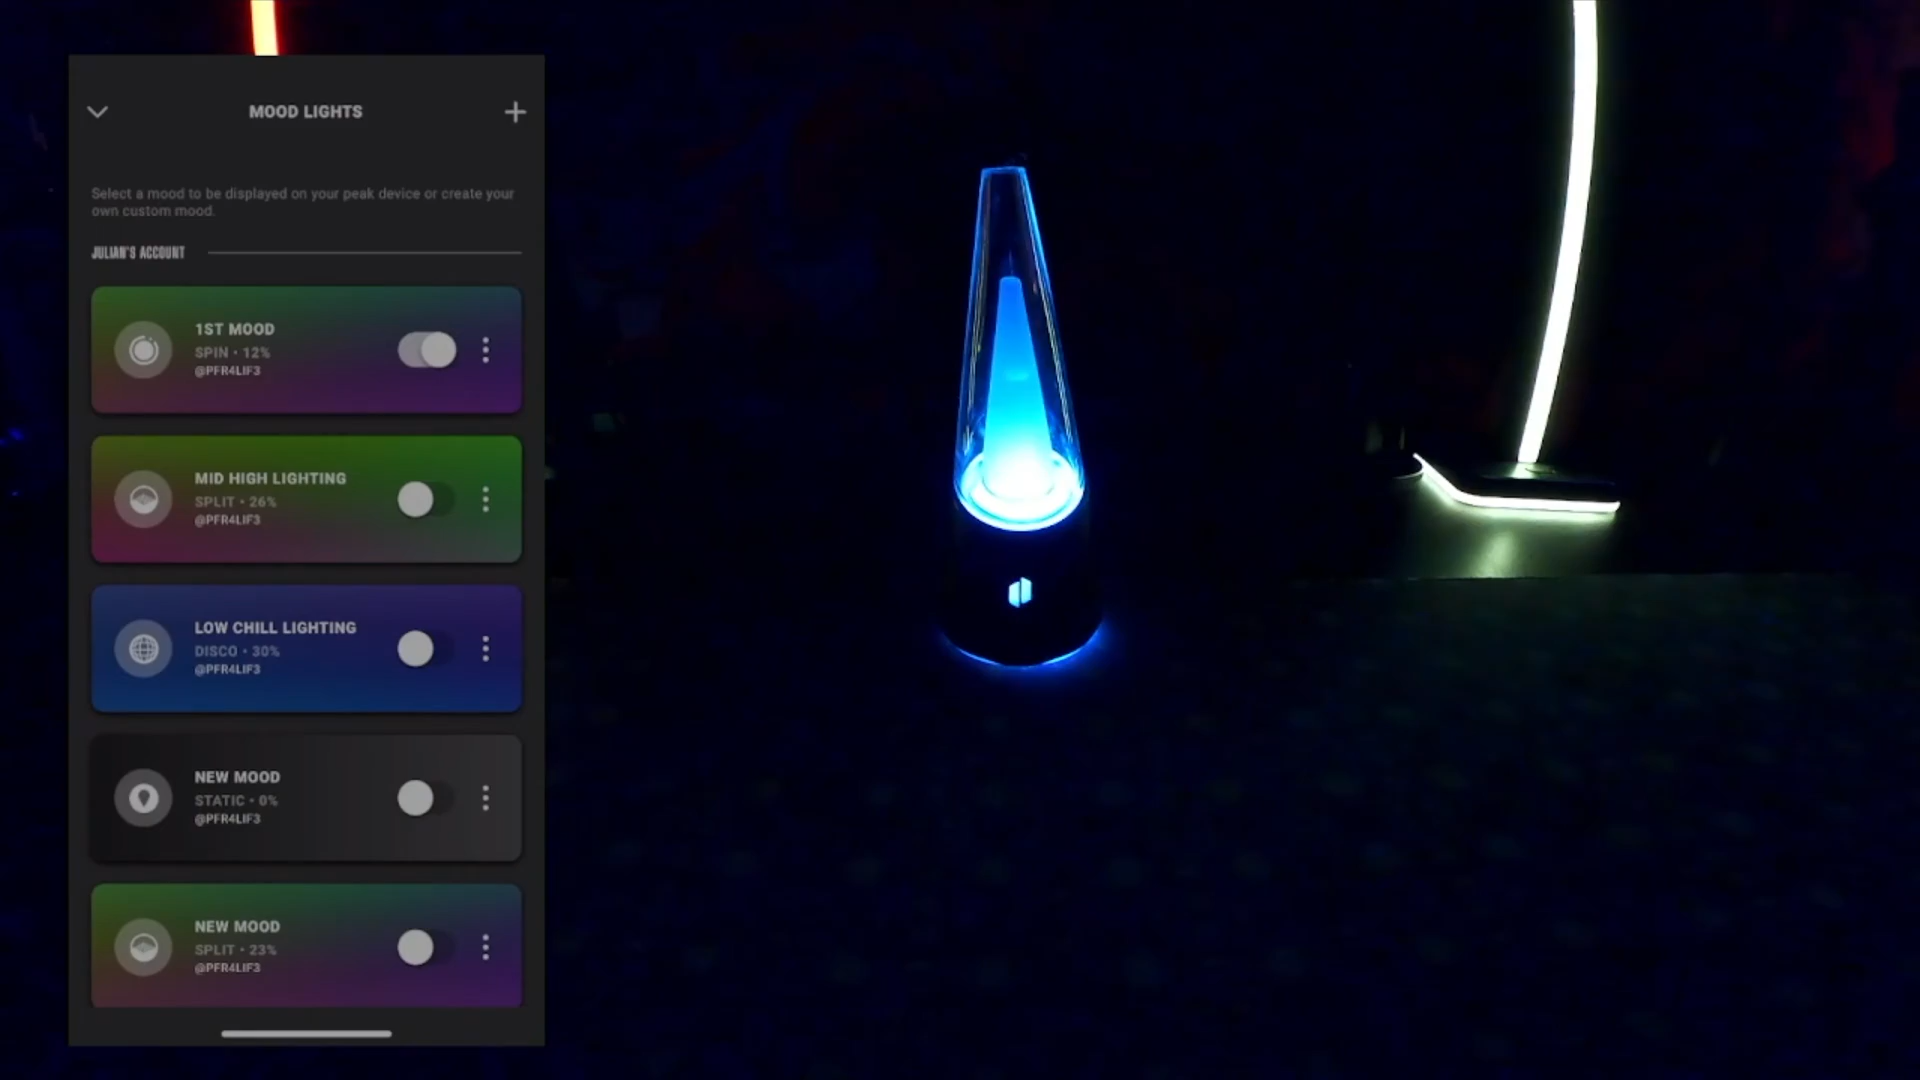 MOOD LIGHTS
Select a mood to be displayed on your peak device or create your
own custom mood.
JULIAN'S ACCOUNT
1ST MOOD
SPIN • 12%
@PFR4LIF3
MID HIGH LIGHTING
SPLIT • 26%
@PFR4LIF3
LOW CHILL LIGHTING
DISCO • 30%
@PFR4LIF3
NEW MOOD
STATIC • 0%
@PFR4LIF3
NEW MOOD
SPLIT • 23%
@PFR4LIF3